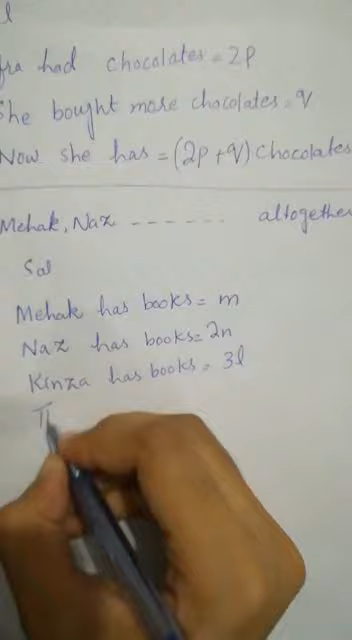 l
fra had chocolates = 2P
She bought more chocolates = q
Now she has = (2p+q) chocolates
Mehak, Naz ------- altogether
Sol
Mehak has books = m
Naz has books = 2n
Kinza has books = 3l
T